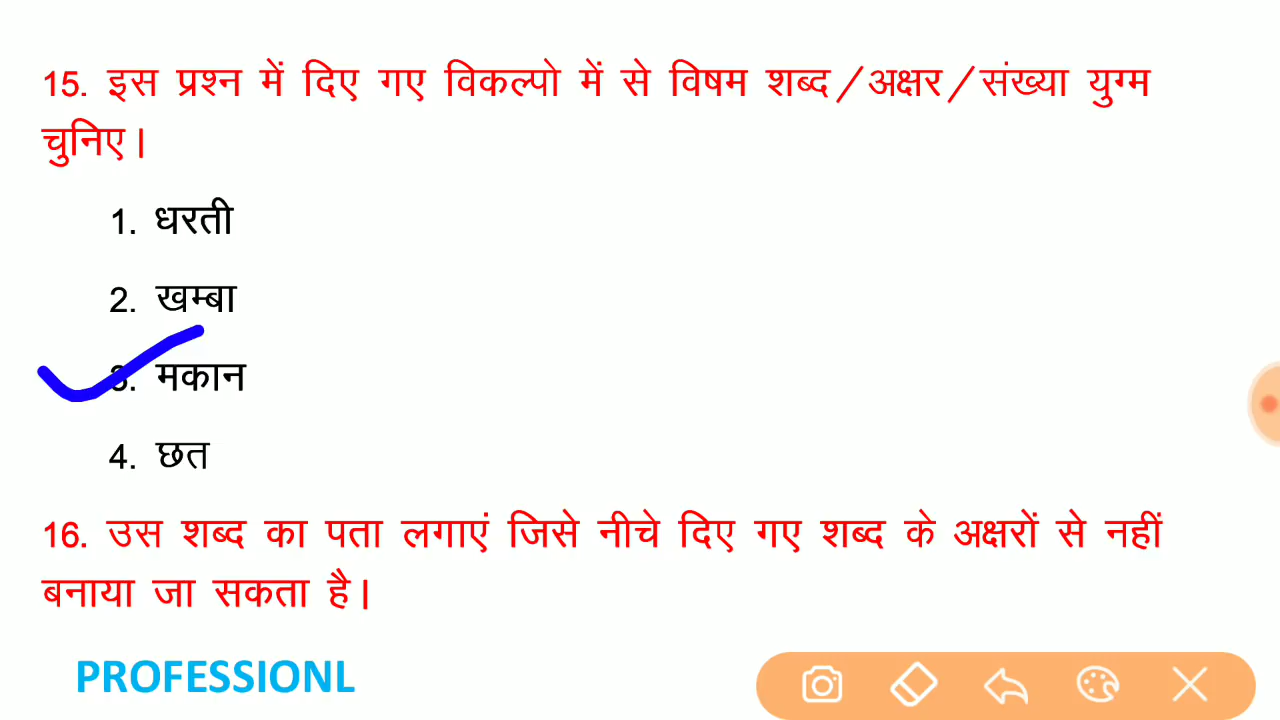 15. इस प्रश्न में दिए गए विकल्पो में से विषम शब्द/अक्षर/संख्या युग्म
चुनिए।
1. धरती
2. खम्बा
3. मकान
4. छत
16. उस शब्द का पता लगाएं जिसे नीचे दिए गए शब्द के अक्षरों से नहीं
बनाया जा सकता है।
PROFESSIONL